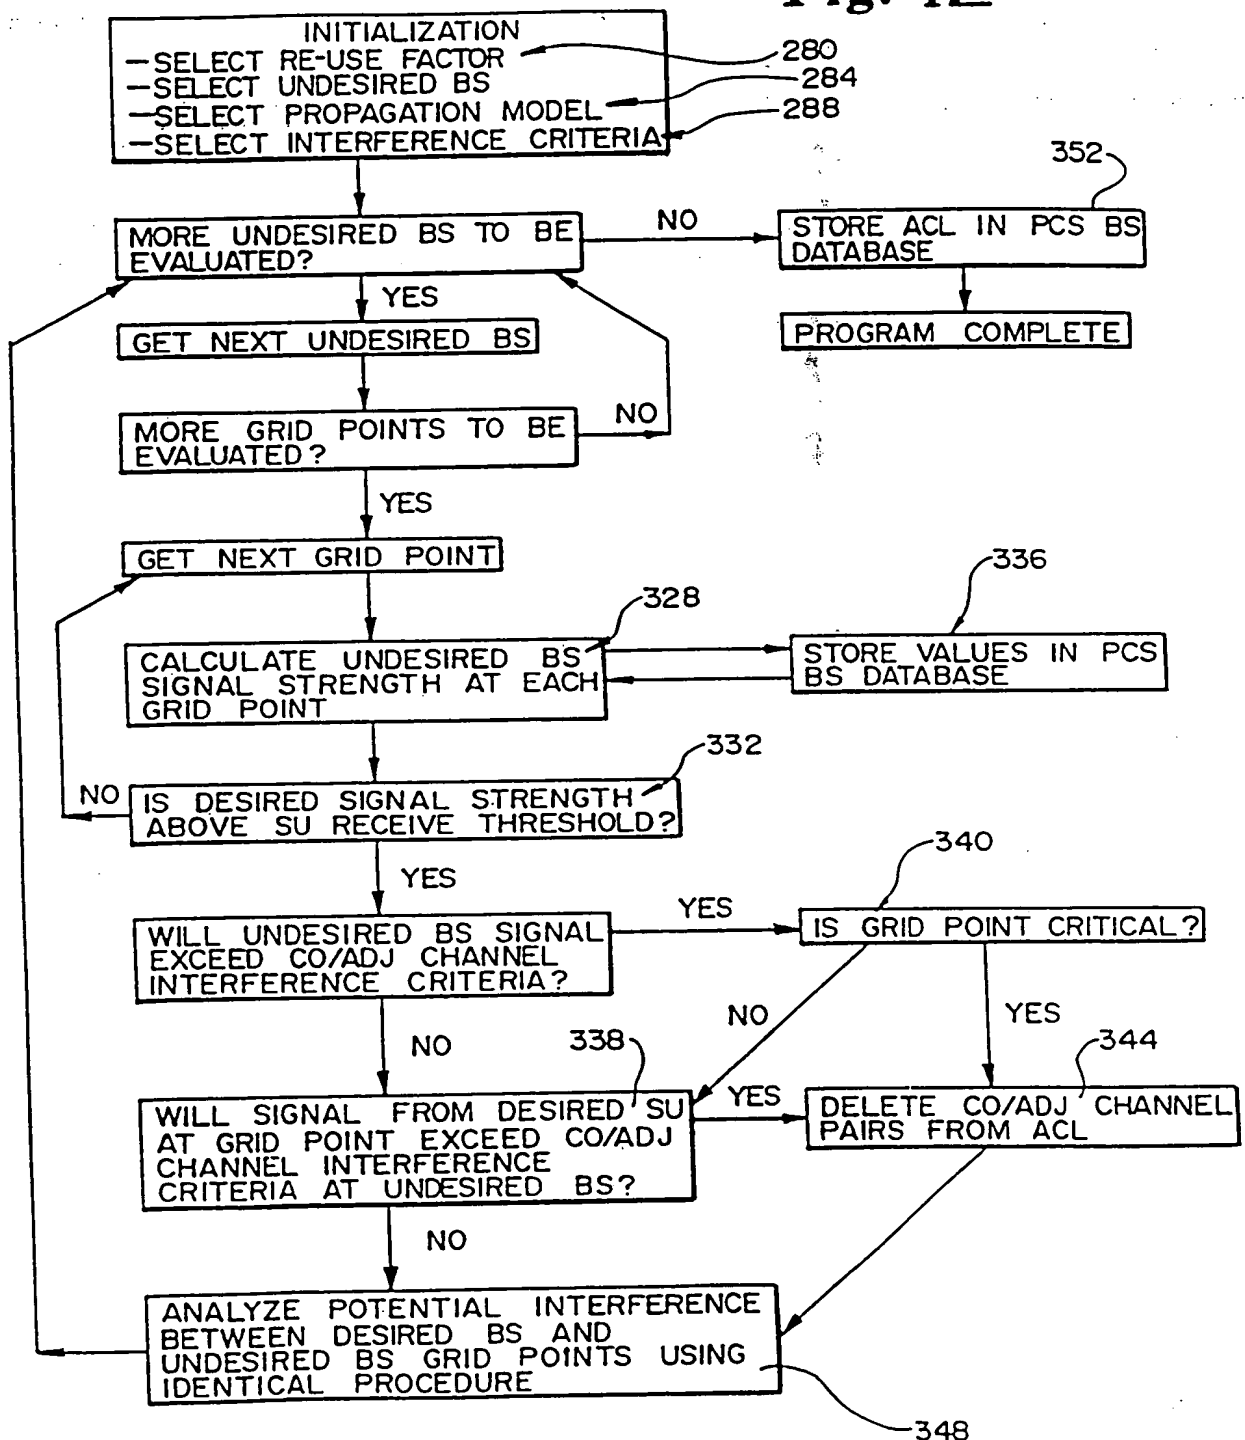 INITIALIZATION
—SELECT RE-USE FACTOR
280
—SELECT UNDESIRED BS
284
—SELECT PROPAGATION MODEL
288
—SELECT INTERFERENCE CRITERIA
352
MORE UNDESIRED BS TO BE
EVALUATED?
NO
STORE ACL IN PCS BS
DATABASE
YES
GET NEXT UNDESIRED BS
PROGRAM COMPLETE
MORE GRID POINTS TO BE
EVALUATED?
NO
YES
GET NEXT GRID POINT
328
336
CALCULATE UNDESIRED BS
SIGNAL STRENGTH AT EACH
GRID POINT
STORE VALUES IN PCS
BS DATABASE
332
NO
IS DESIRED SIGNAL STRENGTH
ABOVE SU RECEIVE THRESHOLD?
YES
340
WILL UNDESIRED BS SIGNAL
EXCEED CO/ADJ CHANNEL
INTERFERENCE CRITERIA?
YES
IS GRID POINT CRITICAL?
NO
NO
YES
338
344
WILL SIGNAL FROM DESIRED SU
AT GRID POINT EXCEED CO/ADJ
CHANNEL INTERFERENCE
CRITERIA AT UNDESIRED BS?
YES
DELETE CO/ADJ CHANNEL
PAIRS FROM ACL
NO
ANALYZE POTENTIAL INTERFERENCE
BETWEEN DESIRED BS AND
UNDESIRED BS GRID POINTS USING
IDENTICAL PROCEDURE
348